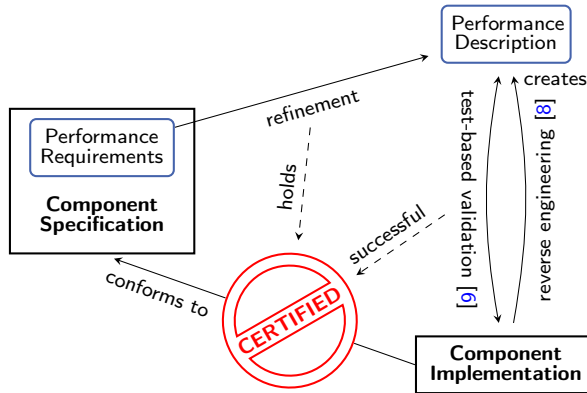 Performance
Description
creates
refinement
Performance
Requirements
Component
Specification
holds
successful
test-based validation [6]
reverse engineering [8]
conforms to
CERTIFIED
Component
Implementation